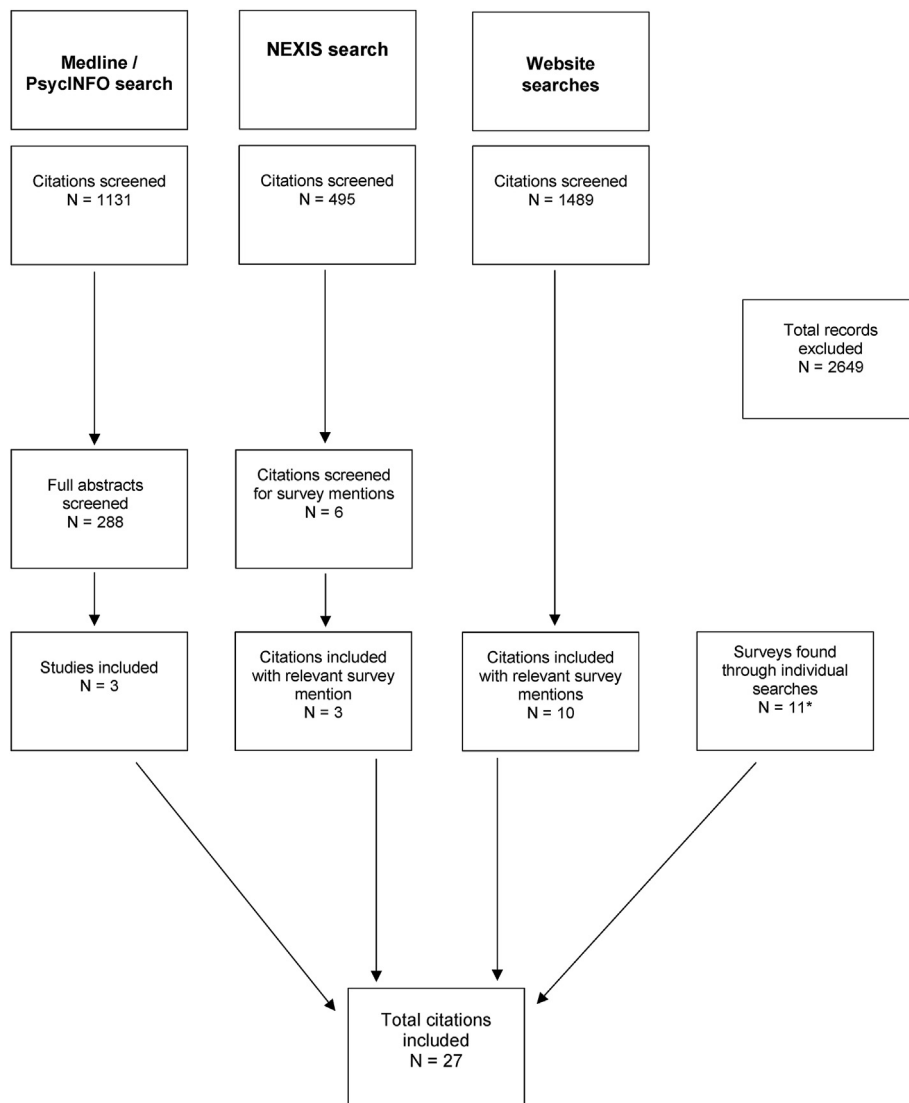 Medline /
PsycINFO search
NEXIS search
Website
searches
Citations screened
N = 1131
Citations screened
N = 495
Citations screened
N = 1489
Total records
excluded
N = 2649
Full abstracts
screened
N = 288
Citations screened
for survey mentions
N = 6
Studies included
N = 3
Citations included
with relevant survey
mention
N = 3
Citations included
with relevant survey
mentions
N = 10
Surveys found
through individual
searches
N = 11*
Total citations
included
N = 27